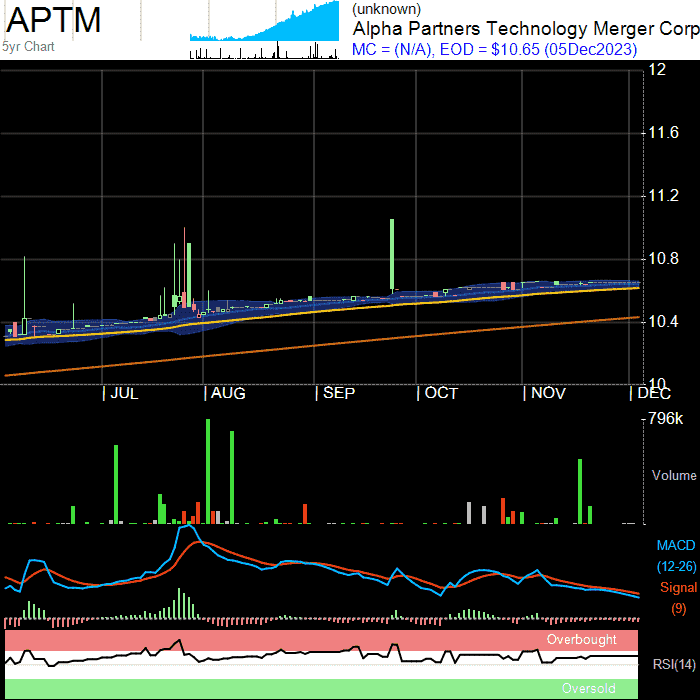 APTM
5yr Chart
(unknown)
Alpha Partners Technology Merger Corp
MC = (N/A), EOD = $10.65 (05Dec2023)
12
11.6
11.2
10.8
10.4
10
JUL AUG SEP OCT NOV DEC
796k
Volume
MACD
(12-26)
Signal
(9)
Overbought
RSI(14)
Oversold